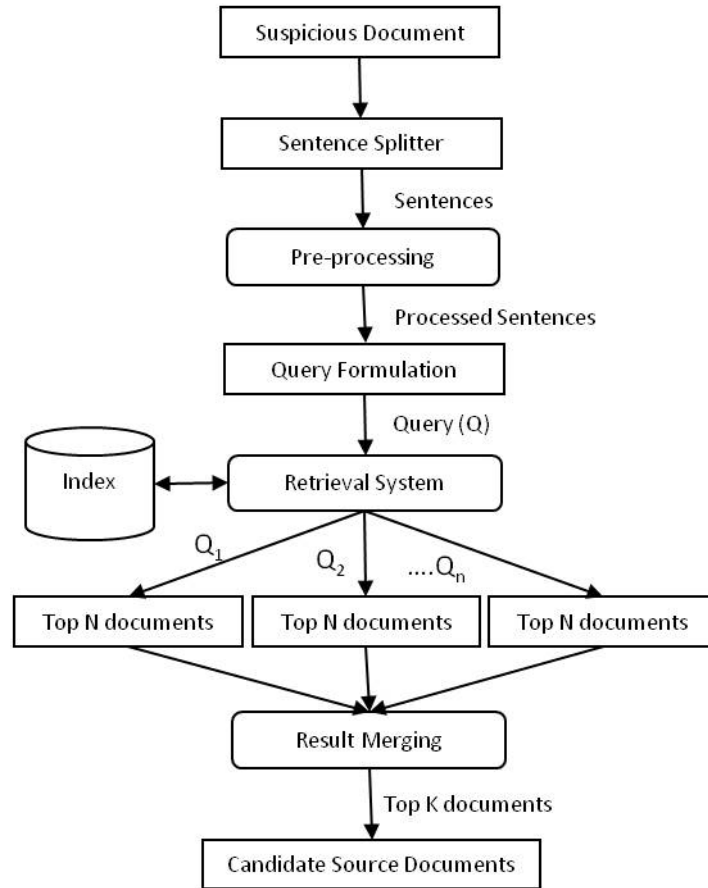 Suspicious Document
Sentence Splitter
Sentences
Pre-processing
Processed Sentences
Query Formulation
Query (Q)
Index
Retrieval System
Q₁
Q₂
....Qₙ
Top N documents
Top N documents
Top N documents
Result Merging
Top K documents
Candidate Source Documents